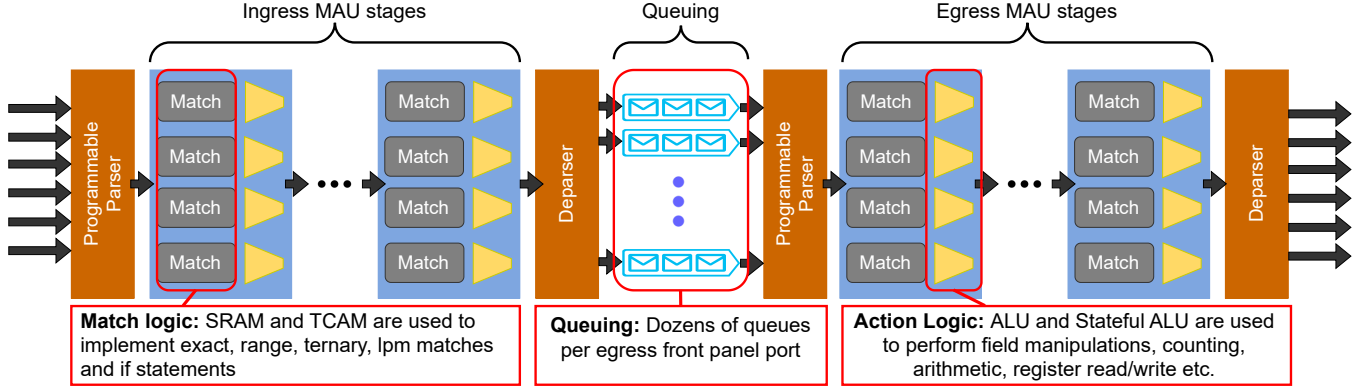 Ingress MAU stages
Queuing
Egress MAU stages
Programmable
Parser
Match
Match
Match
Match
Match
Match
Match
Match
Deparser
Programmable
Parser
Match
Match
Match
Match
Match
Match
Match
Match
Deparser
Match logic: SRAM and TCAM are used to
implement exact, range, ternary, lpm matches
and if statements
Queuing: Dozens of queues
per egress front panel port
Action Logic: ALU and Stateful ALU are used
to perform field manipulations, counting,
arithmetic, register read/write etc.